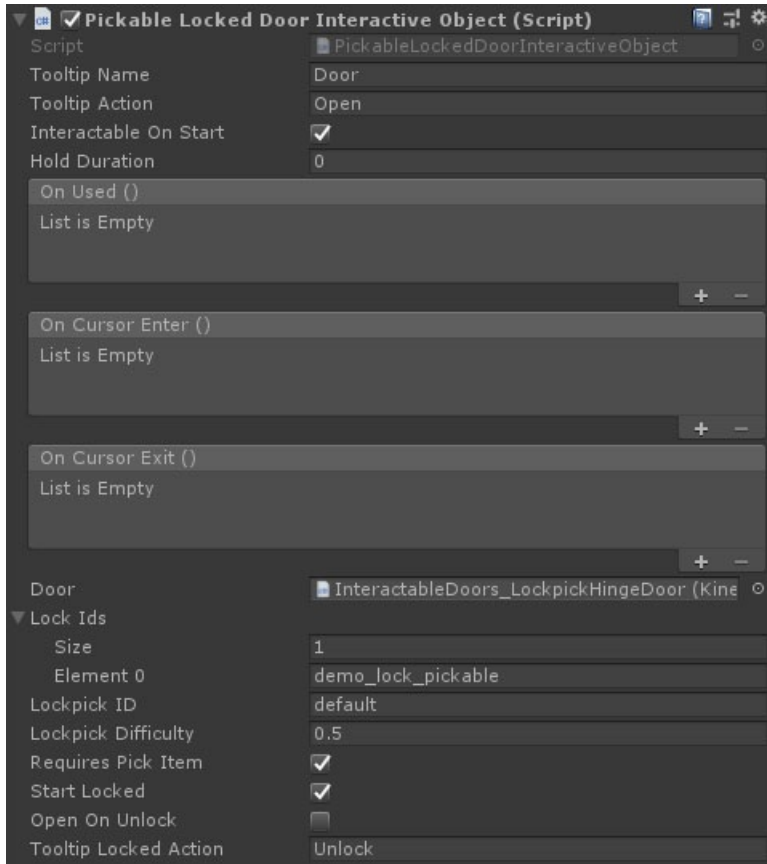 Pickable Locked Door Interactive Object (Script)
Script PickableLockedDoorInteractiveObject
Tooltip Name Door
Tooltip Action Open
Interactable On Start
Hold Duration 0
On Used ()
List is Empty
+ −
On Cursor Enter ()
List is Empty
+ −
On Cursor Exit ()
List is Empty
+ −
Door InteractableDoors_LockpickHingeDoor (Kine
Lock Ids
Size 1
Element 0 demo_lock_pickable
Lockpick ID default
Lockpick Difficulty 0.5
Requires Pick Item
Start Locked
Open On Unlock
Tooltip Locked Action Unlock